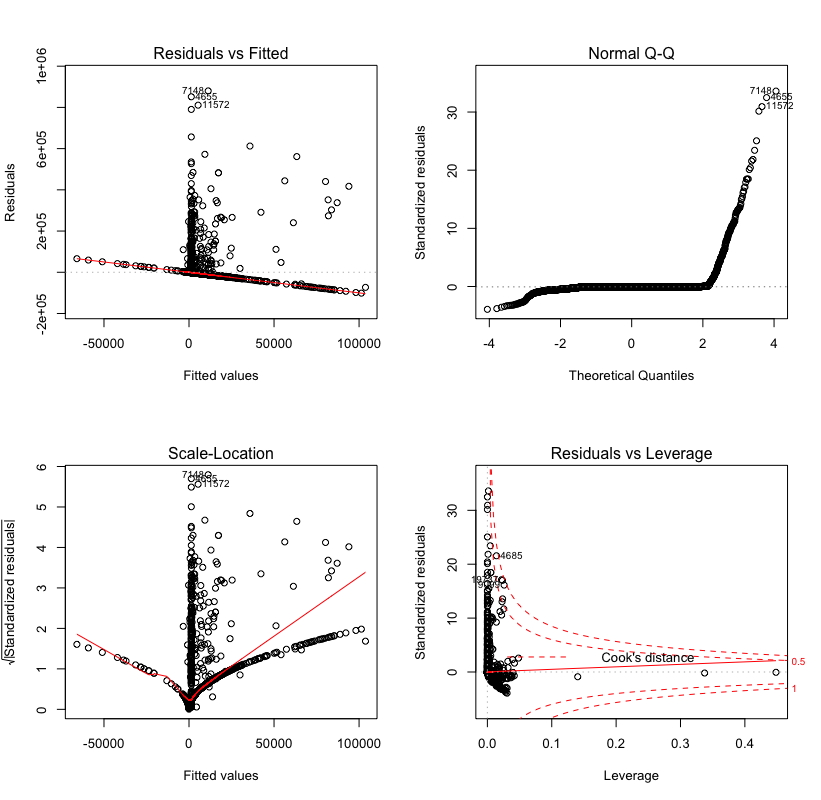 Residuals vs Fitted
Residuals
-2e+05 2e+05 6e+05 1e+06
7148
4655
11572
-50000 0 50000 100000
Fitted values
Normal Q-Q
Standardized residuals
0 10 20 30
7148
4655
11572
-4 -2 0 2 4
Theoretical Quantiles
Scale-Location
√|Standardized residuals|
0 1 2 3 4 5 6
7148
4655
11572
-50000 0 50000 100000
Fitted values
Residuals vs Leverage
Standardized residuals
0 10 20 30
4685
Cook's distance
0.5
1
0.0 0.1 0.2 0.3 0.4
Leverage